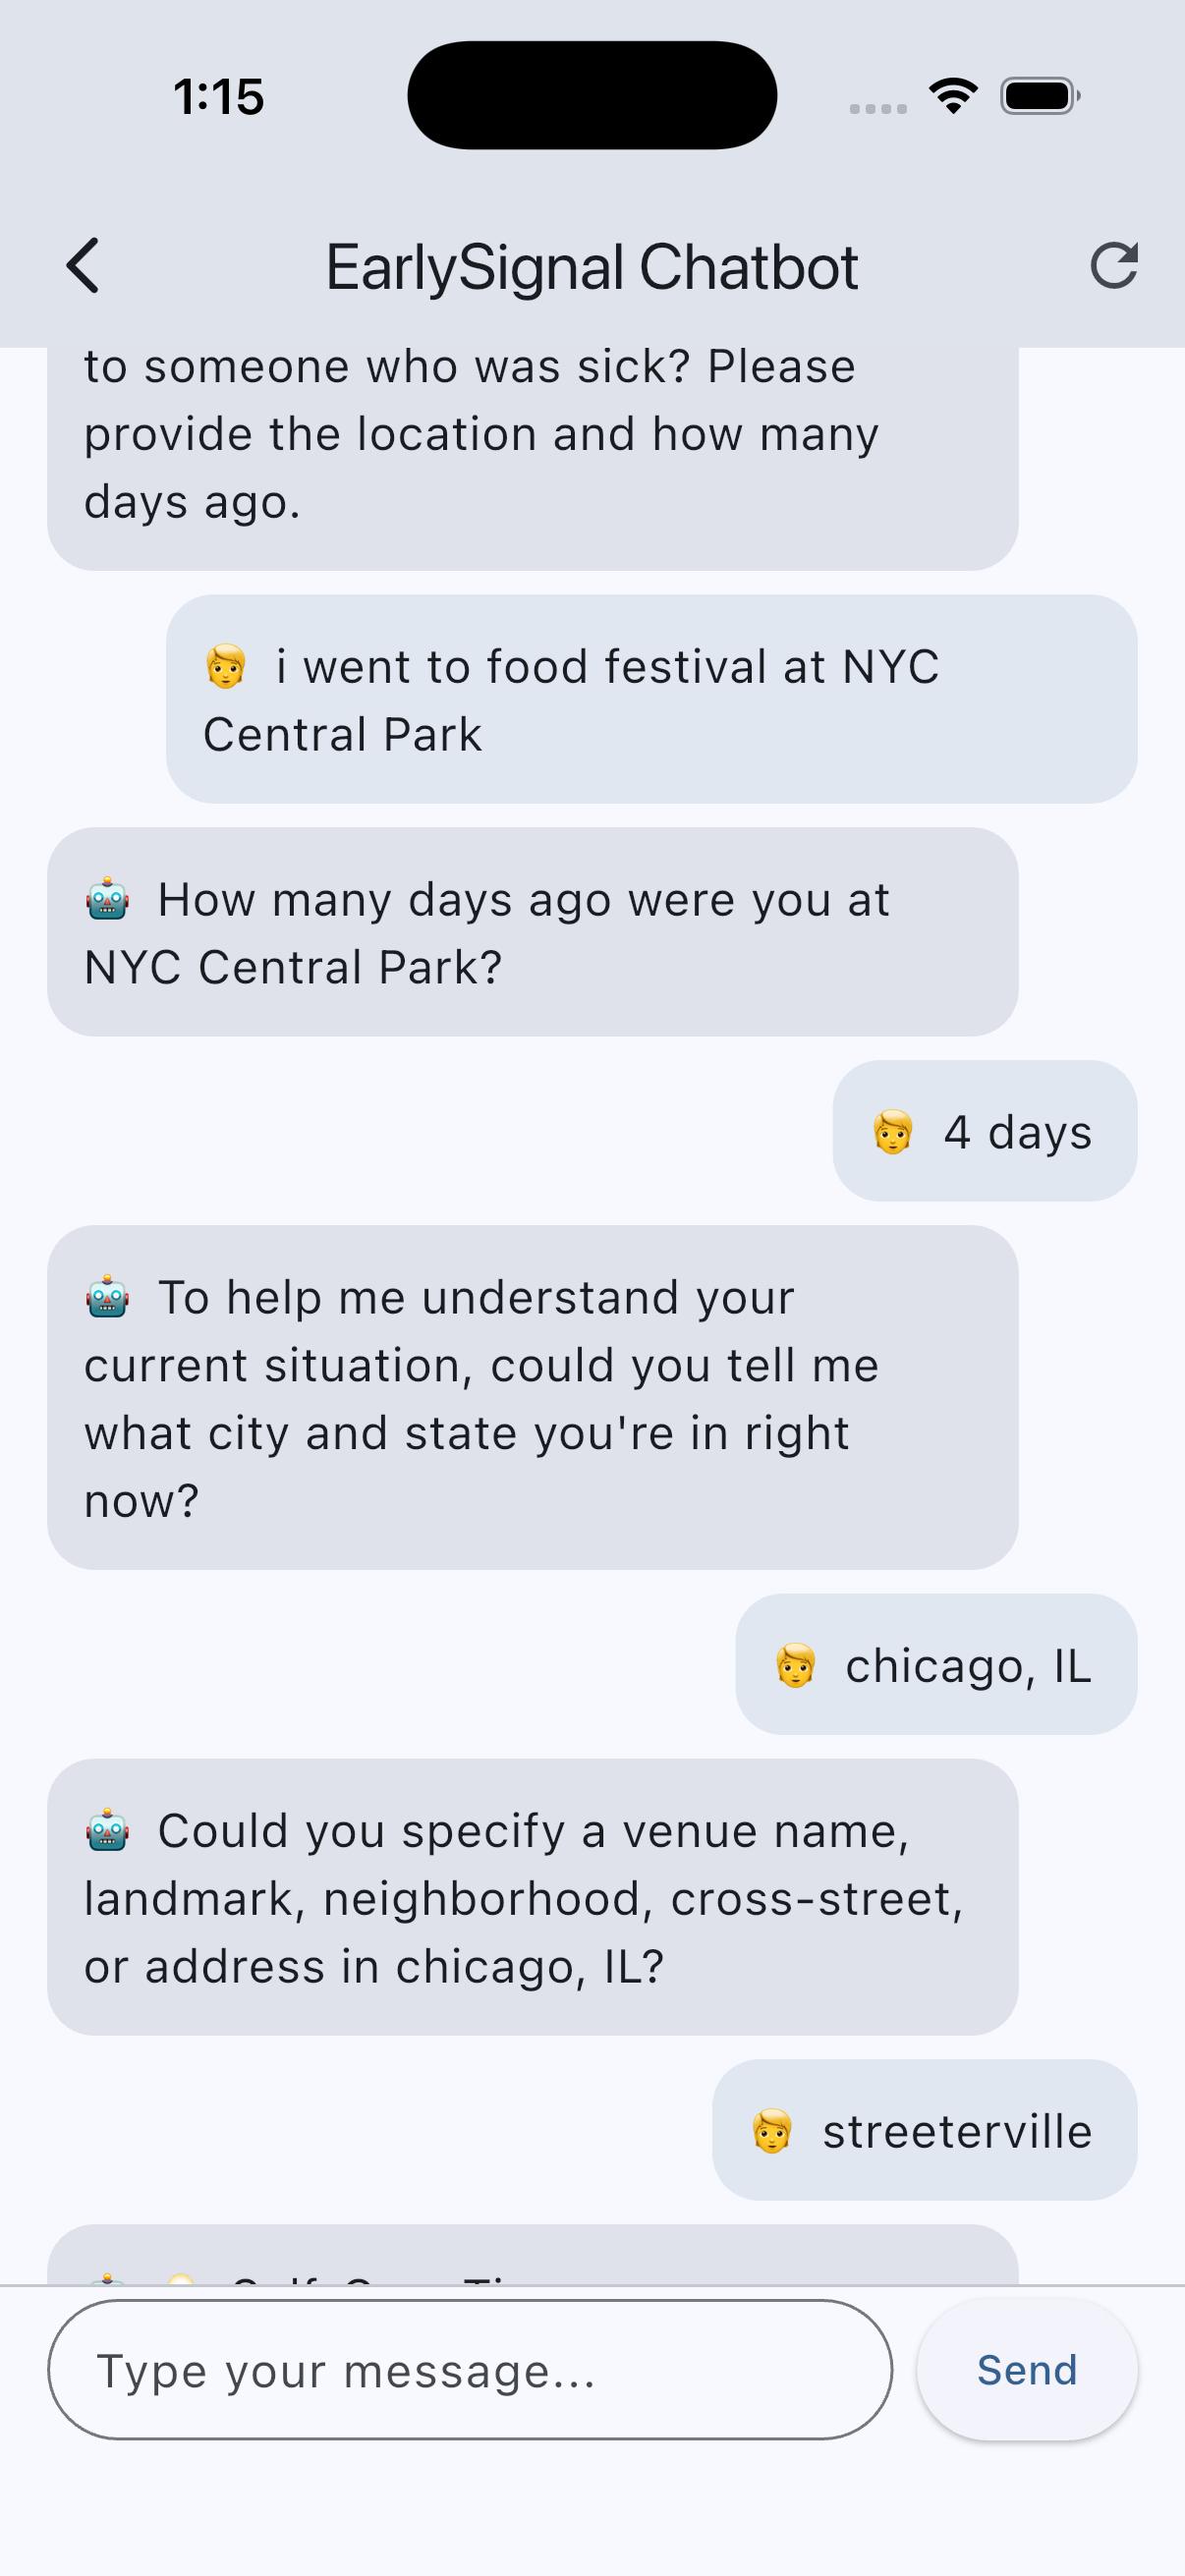 1:15
EarlySignal Chatbot
to someone who was sick? Please
provide the location and how many
days ago.
i went to food festival at NYC
Central Park
How many days ago were you at
NYC Central Park?
4 days
To help me understand your
current situation, could you tell me
what city and state you're in right
now?
chicago, IL
Could you specify a venue name,
landmark, neighborhood, cross-street,
or address in chicago, IL?
streeterville
Type your message...
Send